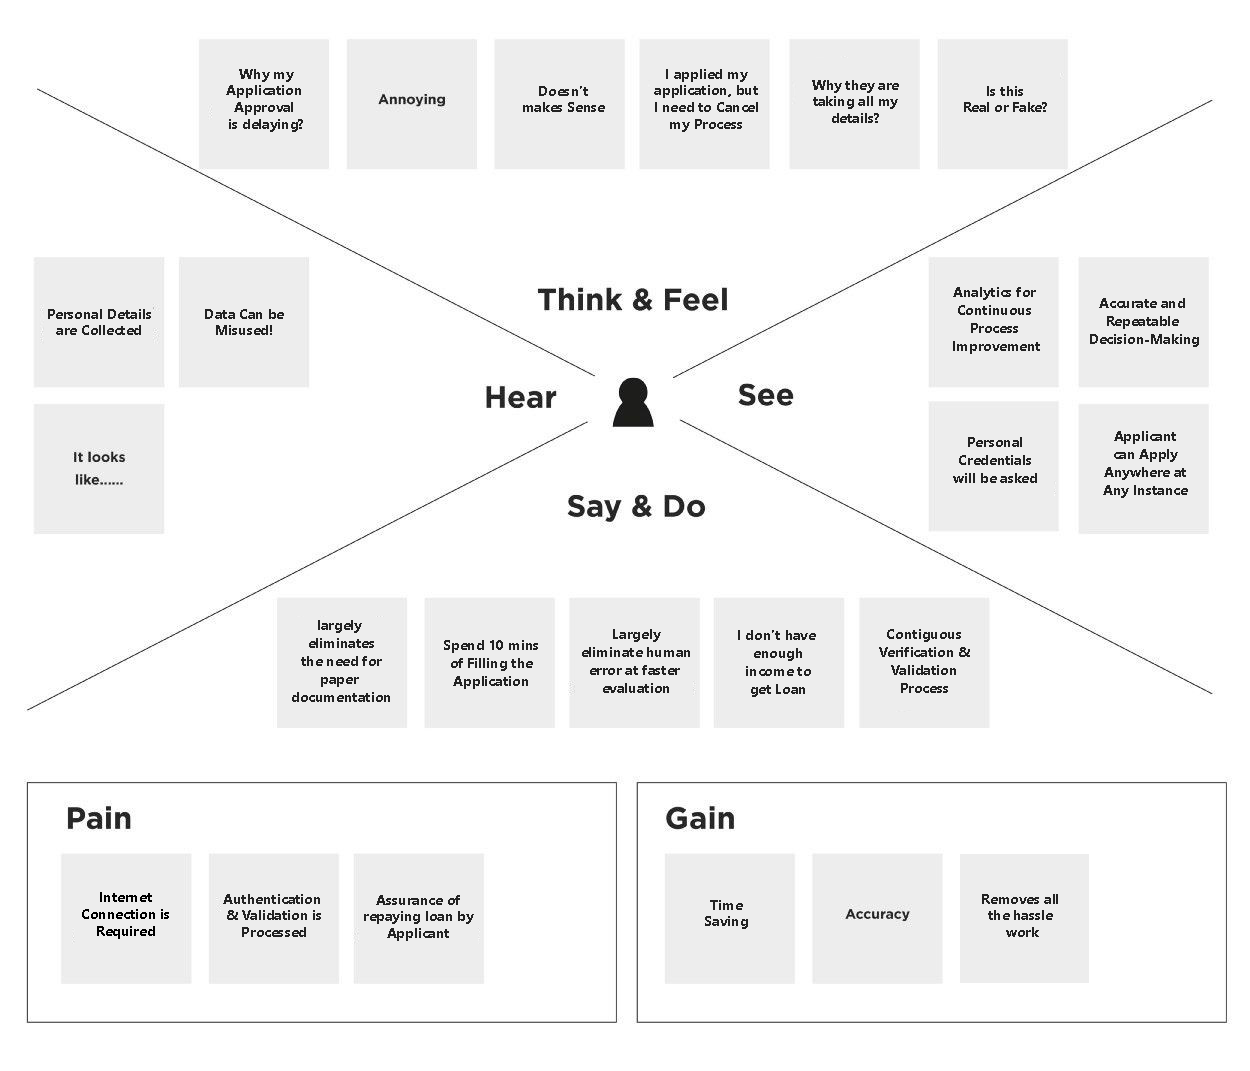 Why my
Application
Approval
is delaying?
Annoying
Doesn't
makes Sense
I applied my
application, but
I need to Cancel
my Process
Why they are
taking all my
details?
Is this
Real or Fake?
Think & Feel
Personal Details
are Collected
Data Can be
Misused!
It looks
like......
Hear
See
Analytics for
Continuous
Process
Improvement
Accurate and
Repeatable
Decision-Making
Personal
Credentials
will be asked
Applicant
can Apply
Anywhere at
Any Instance
Say & Do
largely
eliminates
the need for
paper
documentation
Spend 10 mins
of Filling the
Application
Largely
eliminate human
error at faster
evaluation
I don't have
enough
income to
get Loan
Contiguous
Verification &
Validation
Process
Pain
Internet
Connection is
Required
Authentication
& Validation is
Processed
Assurance of
repaying loan by
Applicant
Gain
Time
Saving
Accuracy
Removes all
the hassle
work